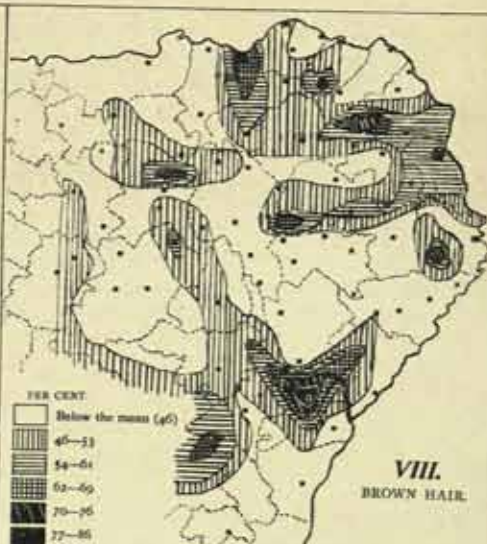 PER CENT.
Below the mean (46)
46—53
54—61
62—69
70—76
77—86
VIII.
BROWN HAIR.